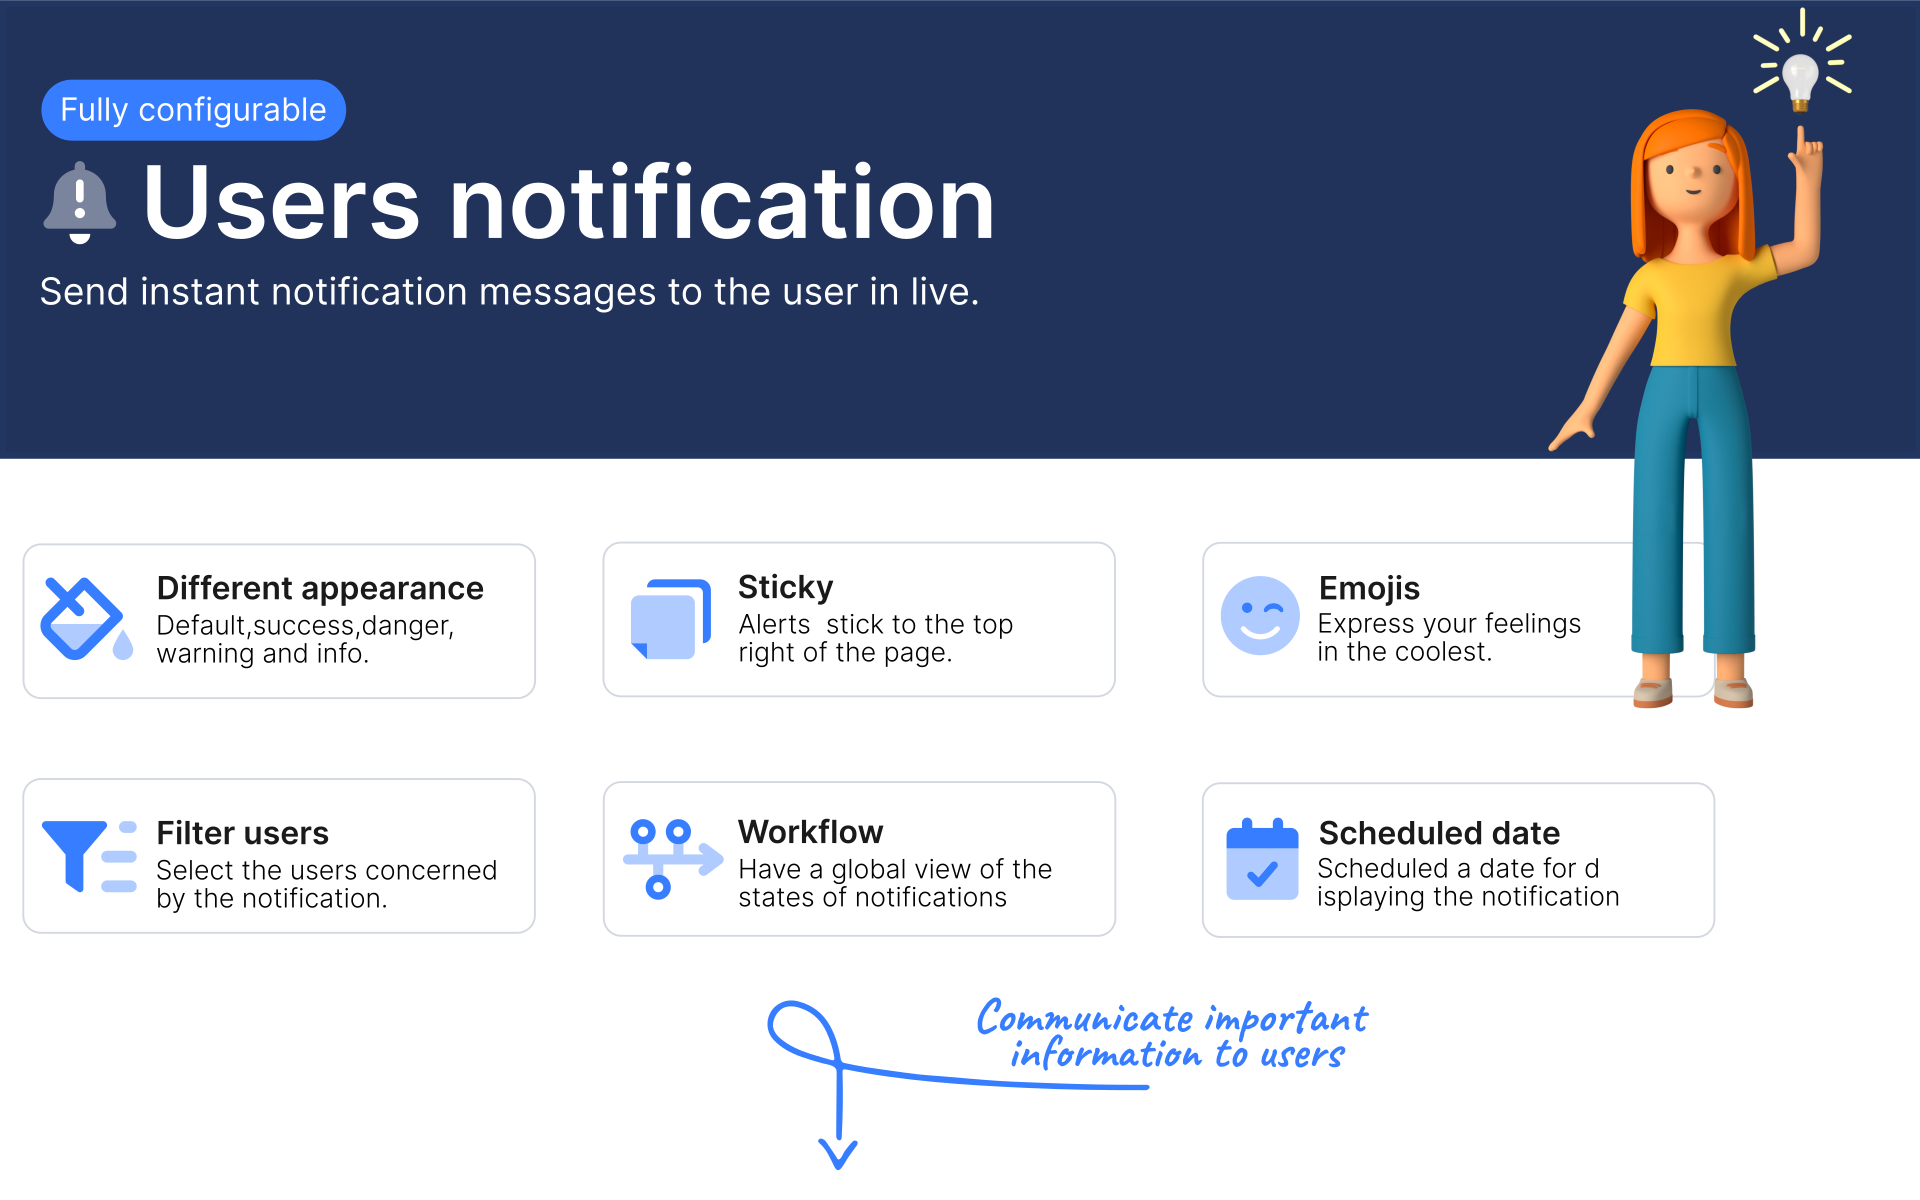 Fully configurable
Users notification
Send instant notification messages to the user in live.
Different appearance
Default,success,danger,
warning and info.
Sticky
Alerts  stick to the top
right of the page.
Emojis
Express your feelings
in the coolest.
Filter users
Select the users concerned
by the notification.
Workflow
Have a global view of the
states of notifications
Scheduled date
Scheduled a date for d
isplaying the notification
Communicate important
information to users